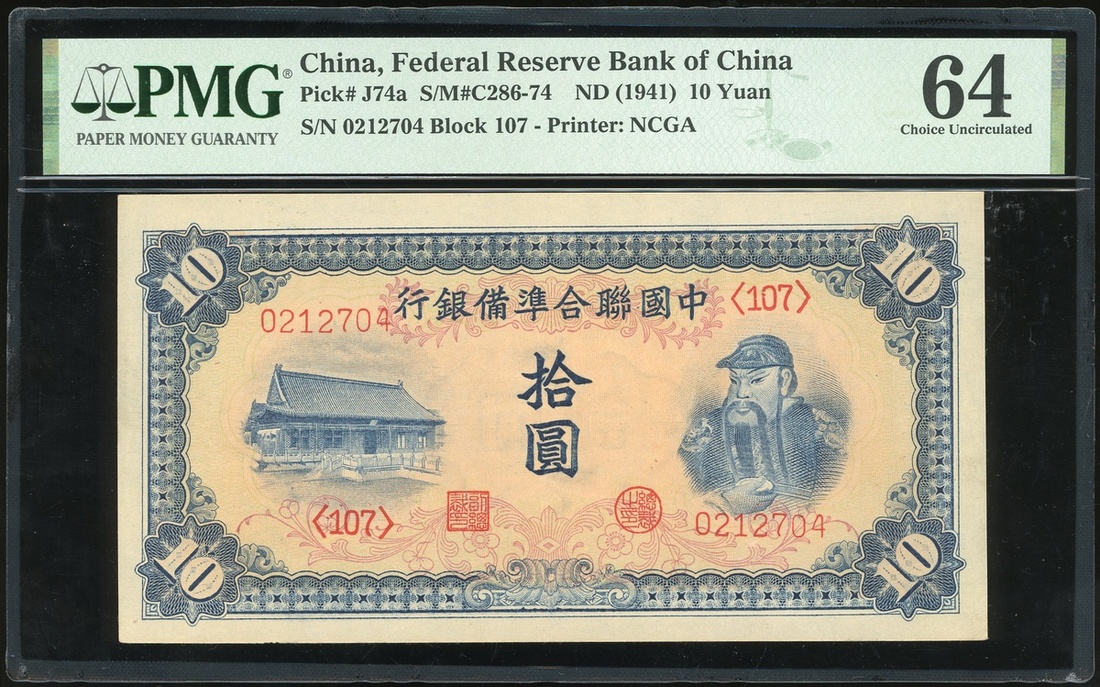 PMG®
PAPER MONEY GUARANTY
China, Federal Reserve Bank of China
Pick# J74a S/M#C286-74 ND (1941) 10 Yuan
S/N 0212704 Block 107 - Printer: NCGA
64
Choice Uncirculated
10
10
行銀備準合聯國中
〈107〉
0212704
拾
圓
〈107〉
0212704
10
10